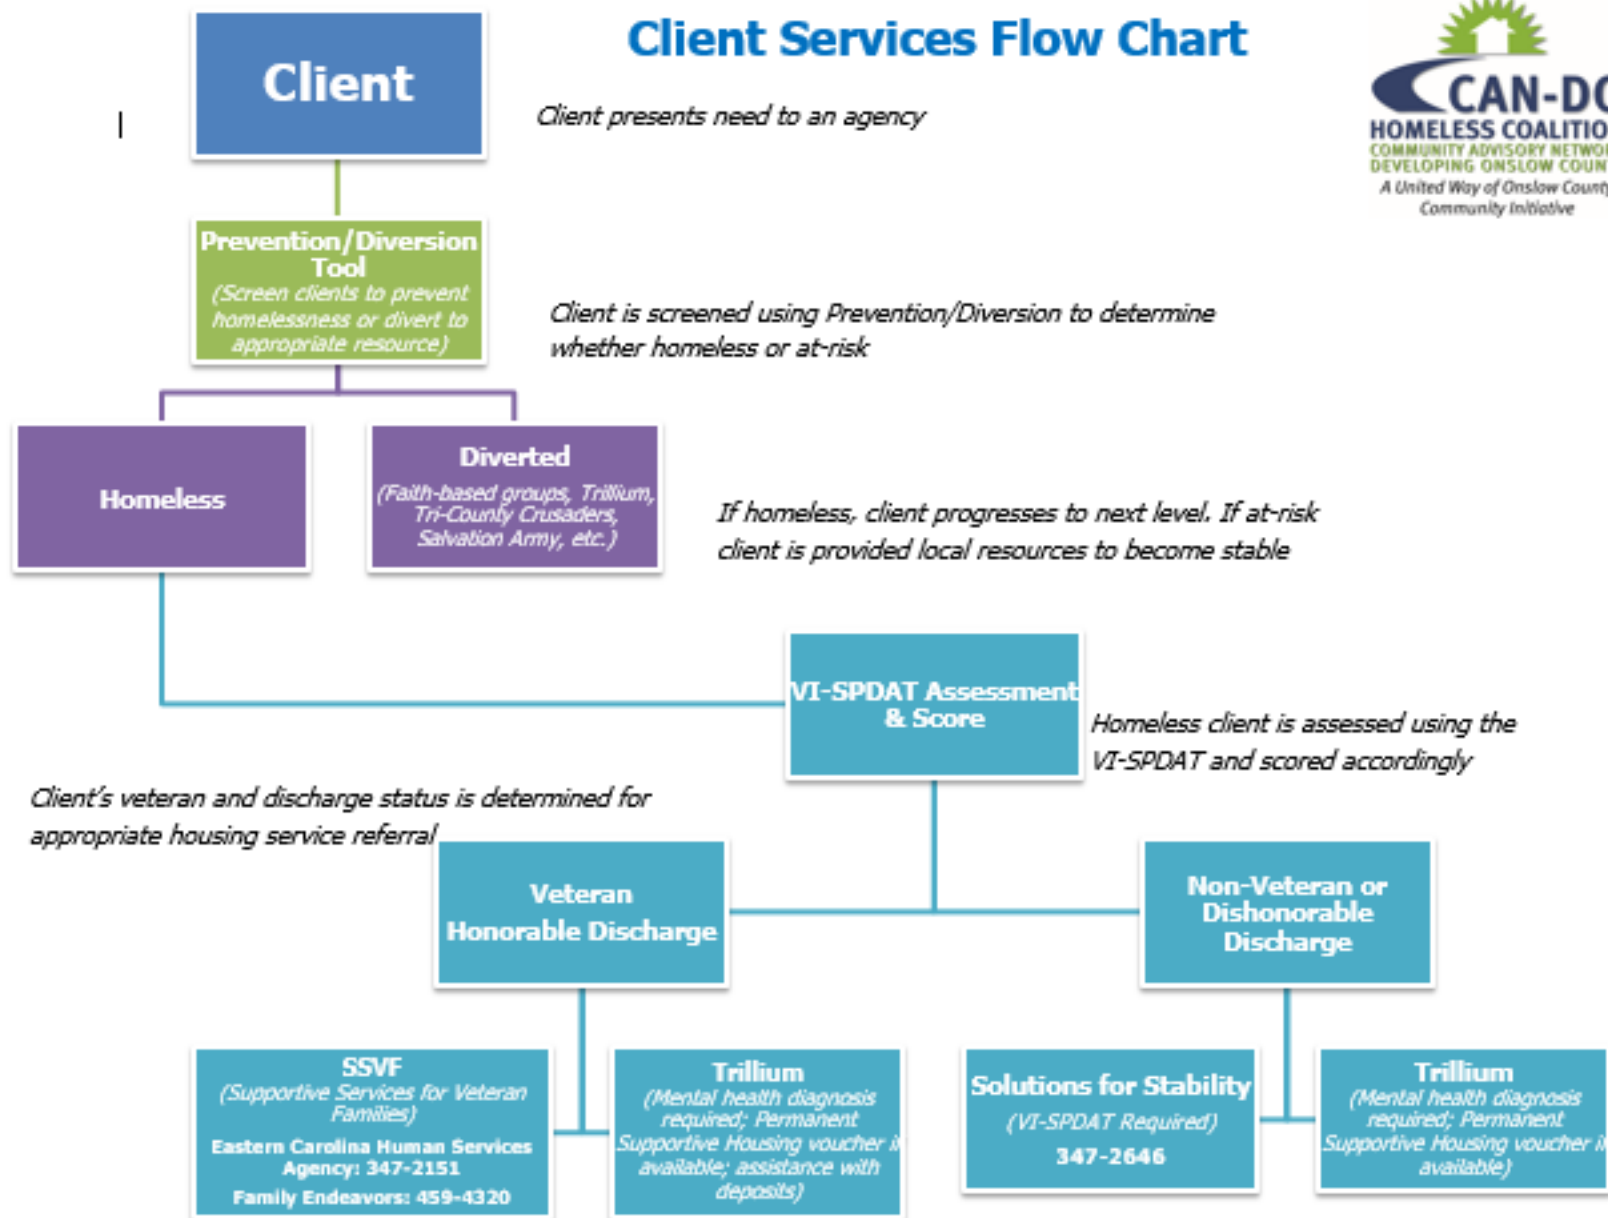 Client Services Flow Chart
Client
Client presents need to an agency
CAN-DO
HOMELESS COALITIO
COMMUNITY ADVISORY NETWOR
DEVELOPING ONSLOW COUN
A United Way of Onslow County
Community Initiative
Prevention/Diversion
Tool
(Screen clients to prevent
homelessness or divert to
appropriate resource)
Client is screened using Prevention/Diversion to determine
whether homeless or at-risk
Homeless
Diverted
(Faith-based groups, Trillium,
Tri-County Crusaders,
Salvation Army, etc.)
If homeless, client progresses to next level. If at-risk
client is provided local resources to become stable
VI-SPDAT Assessment
& Score
Homeless client is assessed using the
VI-SPDAT and scored accordingly
Client's veteran and discharge status is determined for
appropriate housing service referral
Veteran
Honorable Discharge
Non-Veteran or
Dishonorable
Discharge
SSVF
(Supportive Services for Veteran
Families)
Eastern Carolina Human Services
Agency: 347-2151
Family Endeavors: 459-4320
Trillium
(Mental health diagnosis
required; Permanent
Supportive Housing voucher i
available; assistance with
deposits)
Solutions for Stability
(VI-SPDAT Required)
347-2646
Trillium
(Mental health diagnosis
required; Permanent
Supportive Housing voucher i
available)